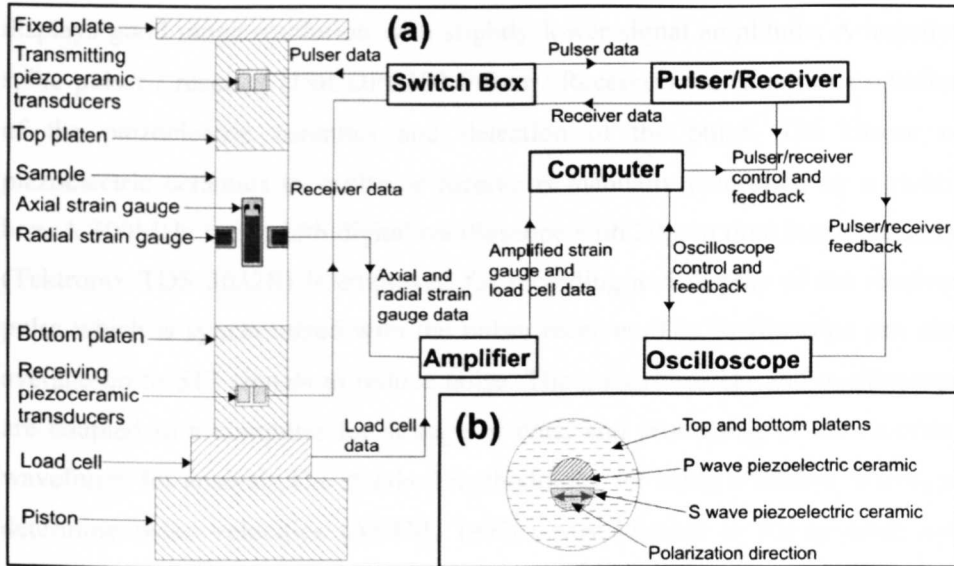 Fixed plate
Transmitting
piezoceramic
transducers
Top platen
Sample
Axial strain gauge
Radial strain gauge
Bottom platen
Receiving
piezoceramic
transducers
Load cell
Piston
(a)
Pulser data
Pulser data
Switch Box
Pulser/Receiver
Receiver data
Computer
Pulser/receiver
control and
feedback
Receiver data
Amplified strain
gauge and
load cell data
Oscilloscope
control and
feedback
Pulser/receiver
feedback
Axial and
radial strain
gauge data
Amplifier
Oscilloscope
Load cell
data
(b)
Top and bottom platens
P wave piezoelectric ceramic
S wave piezoelectric ceramic
Polarization direction